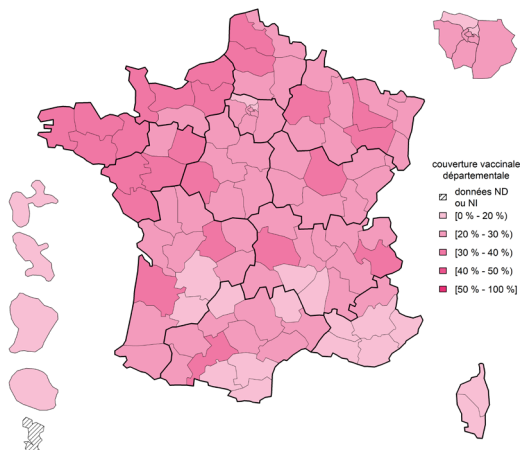 couverture vaccinale
départementale
données ND
ou NI
[0 % - 20 %)
[20 % - 30 %)
[30 % - 40 %)
[40 % - 50 %)
[50 % - 100 %]